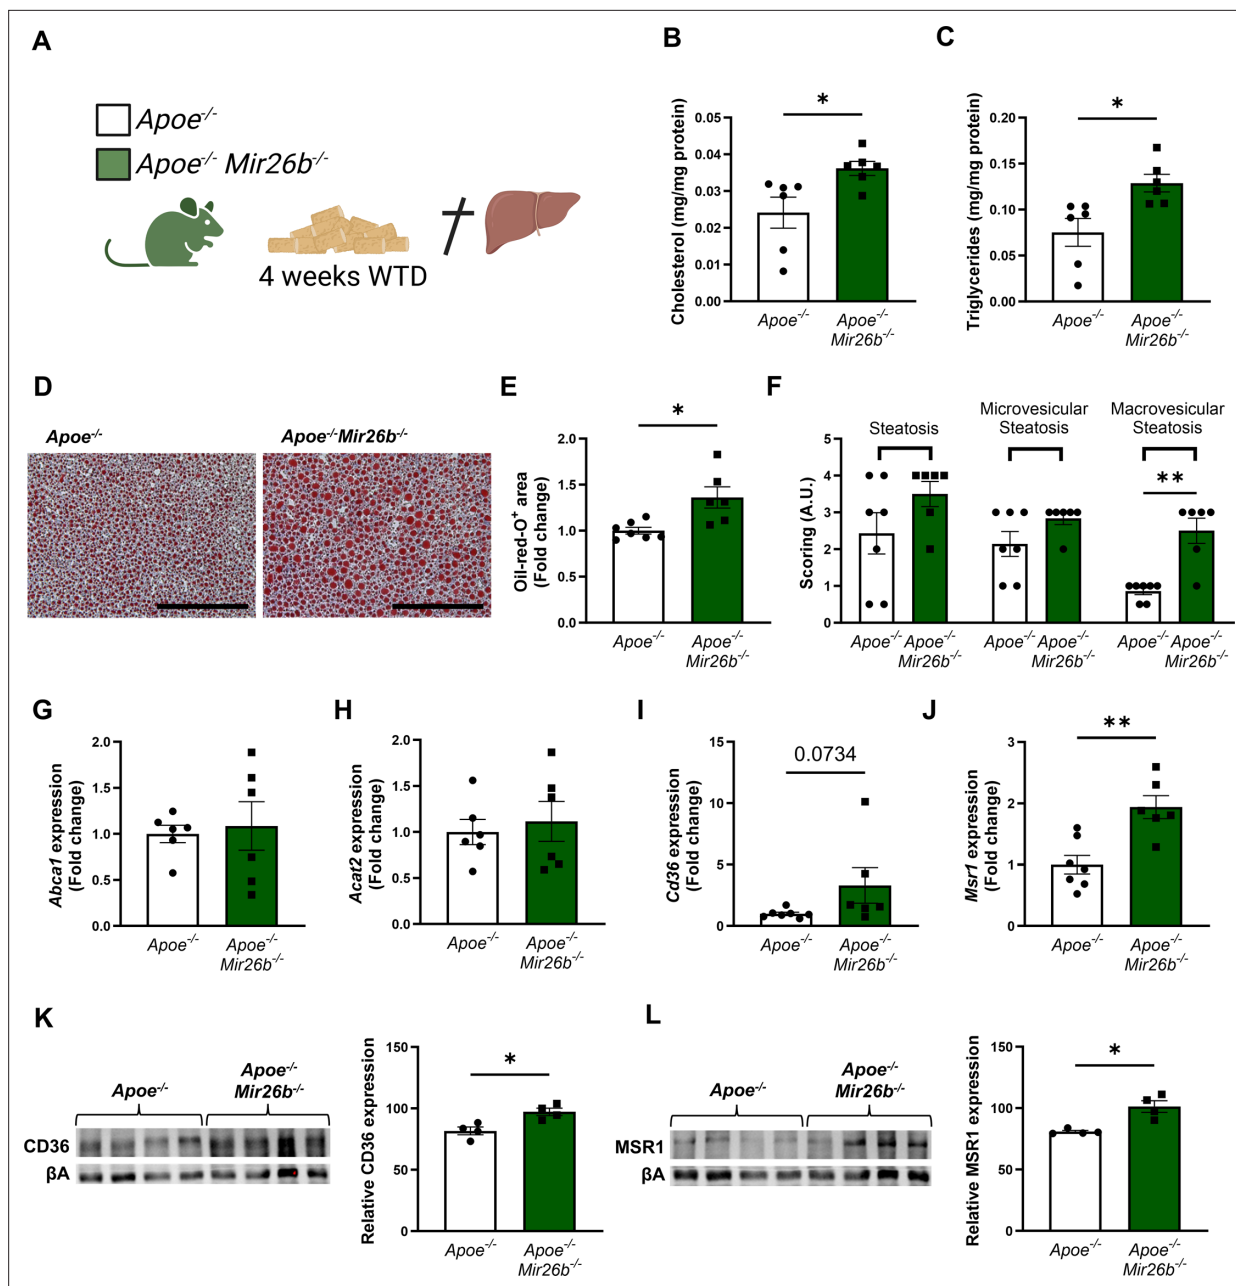 A
Apoe-/-
Apoe-/- Mir26b-/-
4 weeks WTD
B
*
Cholesterol (mg/mg protein)
0.05
0.04
0.03
0.02
0.01
0.00
Apoe-/-
Apoe-/-
Mir26b-/-
C
*
Triglycerides (mg/mg protein)
0.20
0.15
0.10
0.05
0.00
Apoe-/-
Apoe-/-
Mir26b-/-
D
Apoe-/-
Apoe-/-Mir26b-/-
E
*
Oil-red-O+ area
(Fold change)
2.0
1.5
1.0
0.5
0.0
Apoe-/-
Apoe-/-
Mir26b-/-
F
Steatosis
Microvesicular
Steatosis
Macrovesicular
Steatosis
**
Scoring (A.U.)
5
4
3
2
1
0
Apoe-/-
Apoe-/-
Mir26b-/-
Apoe-/-
Apoe-/-
Mir26b-/-
Apoe-/-
Apoe-/-
Mir26b-/-
G
Abca1 expression
(Fold change)
2.0
1.5
1.0
0.5
0.0
Apoe-/-
Apoe-/-
Mir26b-/-
H
Acat2 expression
(Fold change)
2.0
1.5
1.0
0.5
0.0
Apoe-/-
Apoe-/-
Mir26b-/-
I
0.0734
Cd36 expression
(Fold change)
15
10
5
0
Apoe-/-
Apoe-/-
Mir26b-/-
J
**
Msr1 expression
(Fold change)
3
2
1
0
Apoe-/-
Apoe-/-
Mir26b-/-
K
Apoe-/-
Apoe-/-
Mir26b-/-
CD36
βA
*
Relative CD36 expression
150
100
50
0
Apoe-/-
Apoe-/-
Mir26b-/-
L
Apoe-/-
Apoe-/-
Mir26b-/-
MSR1
βA
*
Relative MSR1 expression
150
100
50
0
Apoe-/-
Apoe-/-
Mir26b-/-